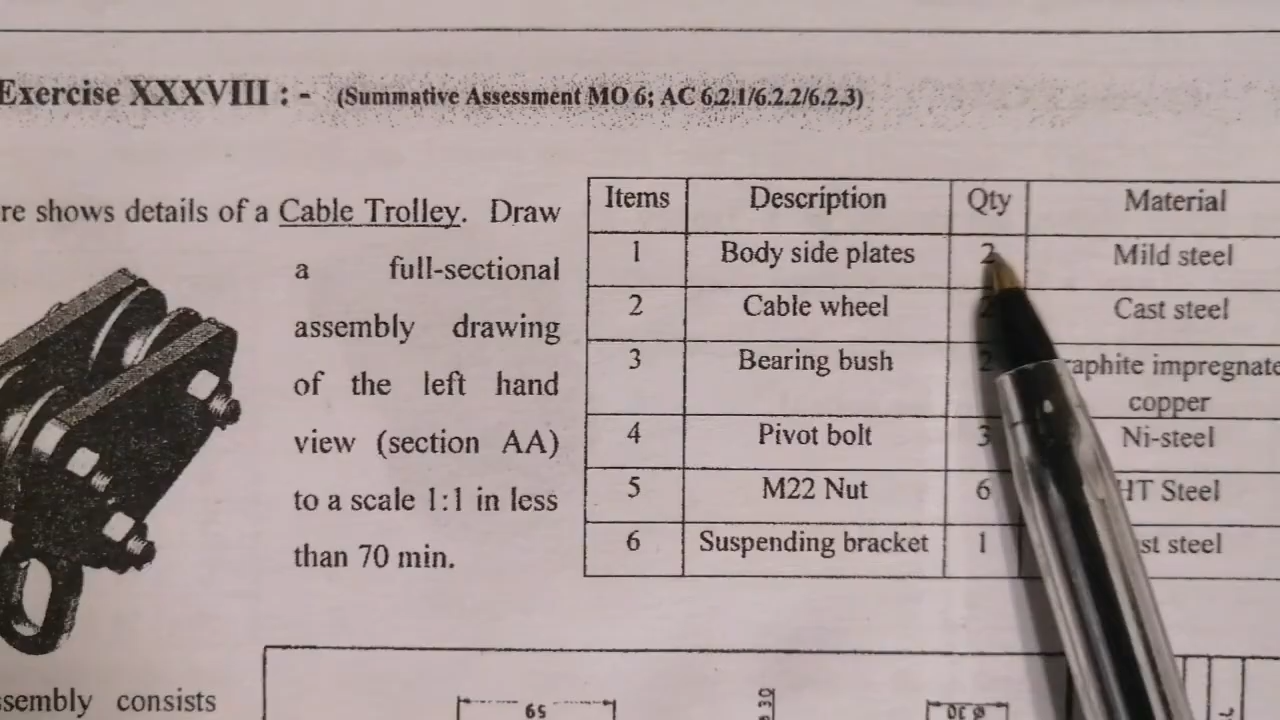 Exercise XXXVIII : - (Summative Assessment MO 6; AC 6.2.1/6.2.2/6.2.3)
re shows details of a Cable Trolley. Draw
a full-sectional
assembly drawing
of the left hand
view (section AA)
to a scale 1:1 in less
than 70 min.
Items Description Qty Material
1 Body side plates 2 Mild steel
2 Cable wheel 2 Cast steel
3 Bearing bush 2 raphite impregnate
copper
4 Pivot bolt 3 Ni-steel
5 M22 Nut 6 HT Steel
6 Suspending bracket 1 st steel
ssembly consists
65
30
Ø 30